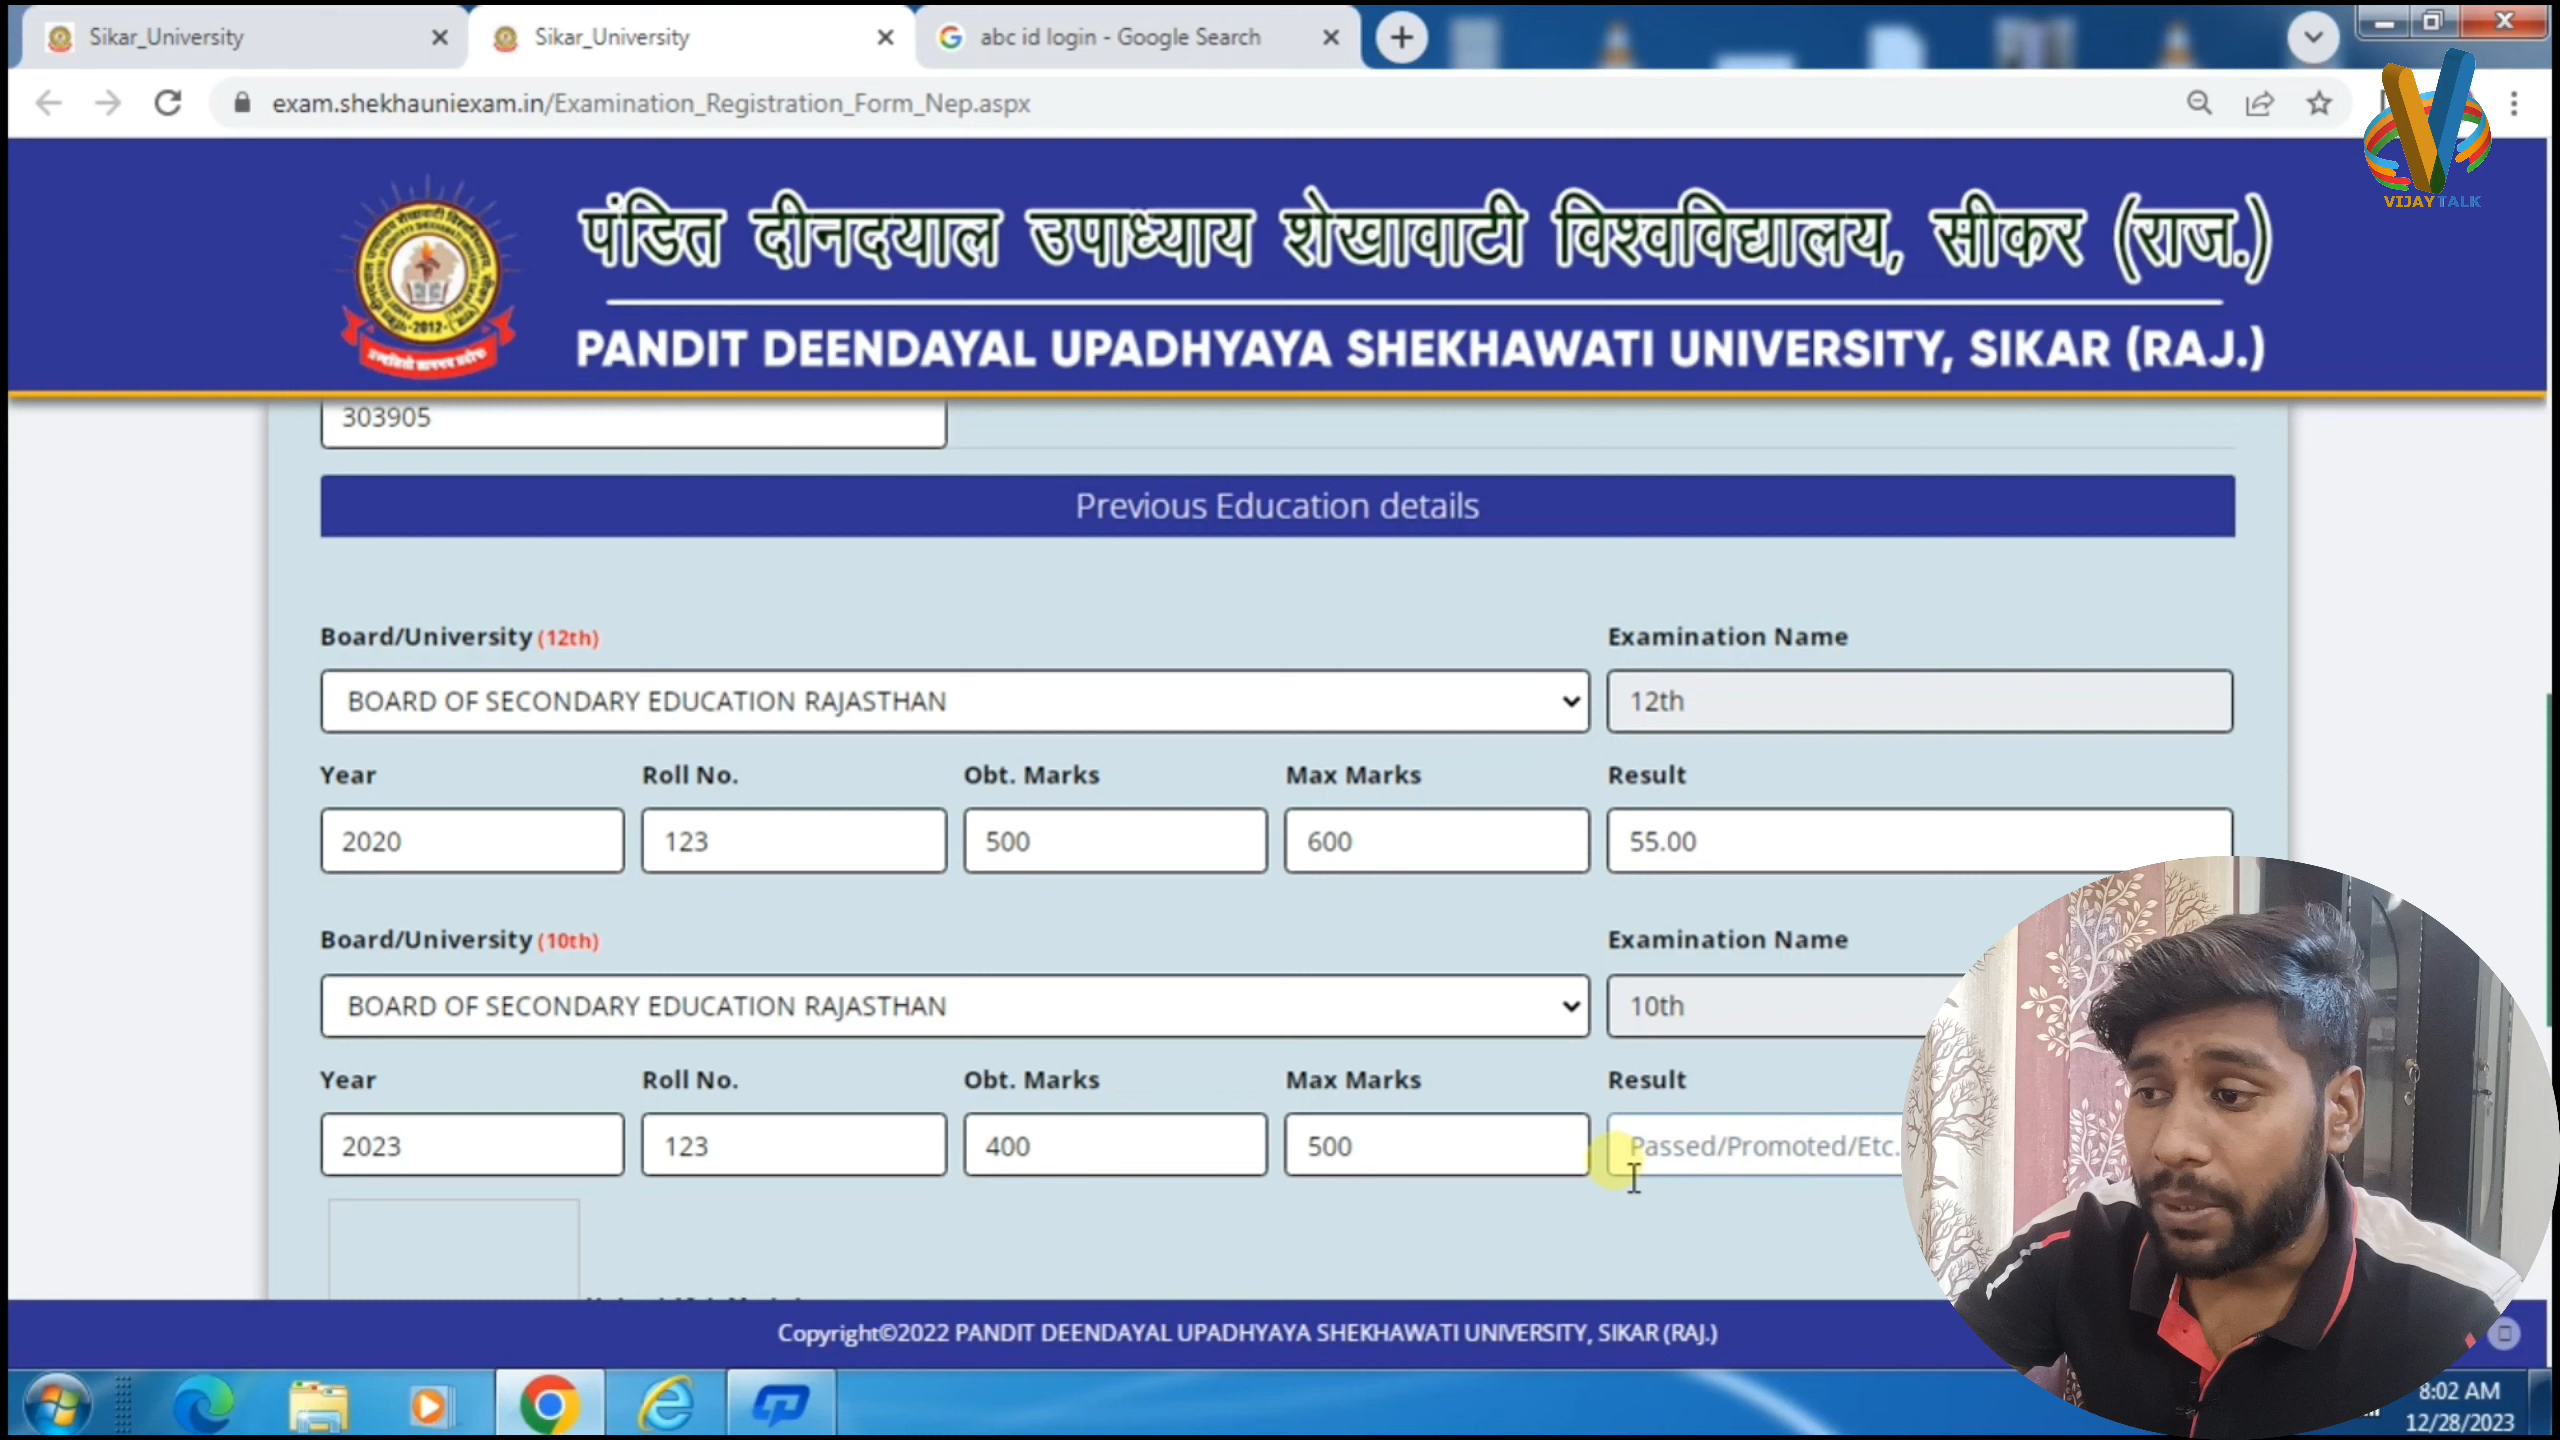 Sikar_University
Sikar_University
abc id login - Google Search
exam.shekhauniexam.in/Examination_Registration_Form_Nep.aspx
VIJAYTALK
पंडित दीनदयाल उपाध्याय शेखावाटी विश्वविद्यालय, सीकर (राज.)
PANDIT DEENDAYAL UPADHYAYA SHEKHAWATI UNIVERSITY, SIKAR (RAJ.)
-2012-
303905
Previous Education details
Board/University (12th) Examination Name
BOARD OF SECONDARY EDUCATION RAJASTHAN 12th
Year Roll No. Obt. Marks Max Marks Result
2020 123 500 600 55.00
Board/University (10th) Examination Name
BOARD OF SECONDARY EDUCATION RAJASTHAN 10th
Year Roll No. Obt. Marks Max Marks Result
2023 123 400 500 Passed/Promoted/Etc.
Copyright©2022 PANDIT DEENDAYAL UPADHYAYA SHEKHAWATI UNIVERSITY, SIKAR (RAJ.)
8:02 AM
12/28/2023